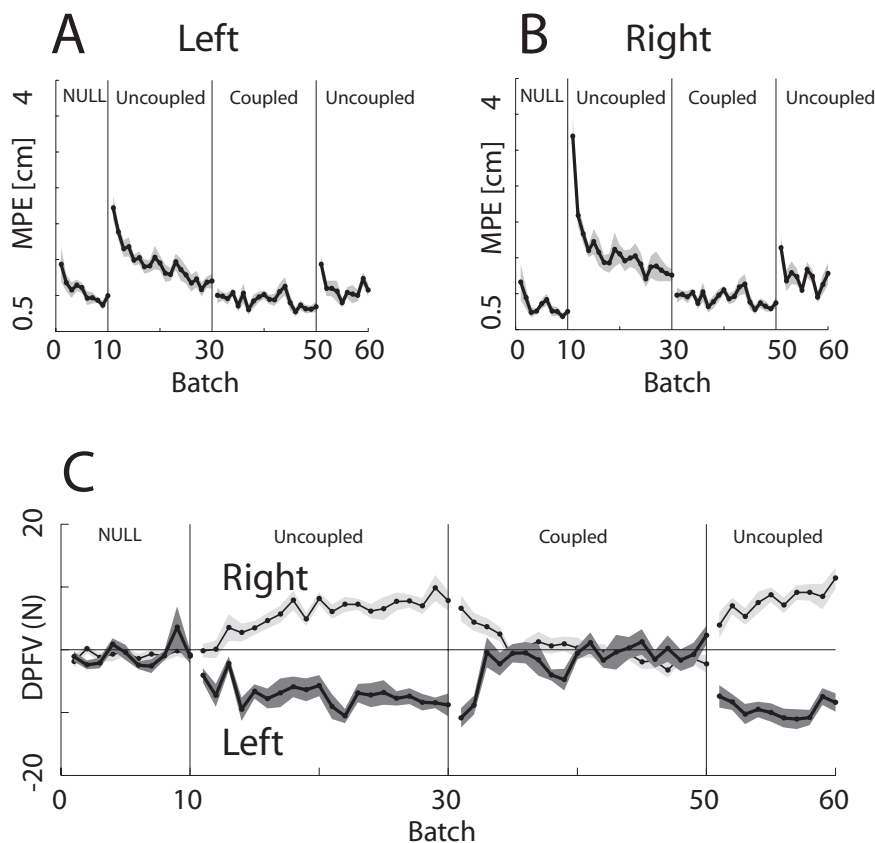 A Left
B Right
4
NULL Uncoupled Coupled Uncoupled
MPE [cm]
0.5
0 10 30 50 60
Batch
4
NULL Uncoupled Coupled Uncoupled
MPE [cm]
0.5
0 10 30 50 60
Batch
C
20
NULL Uncoupled Coupled Uncoupled
Right
DPFV (N)
Left
-20
0 10 30 50 60
Batch